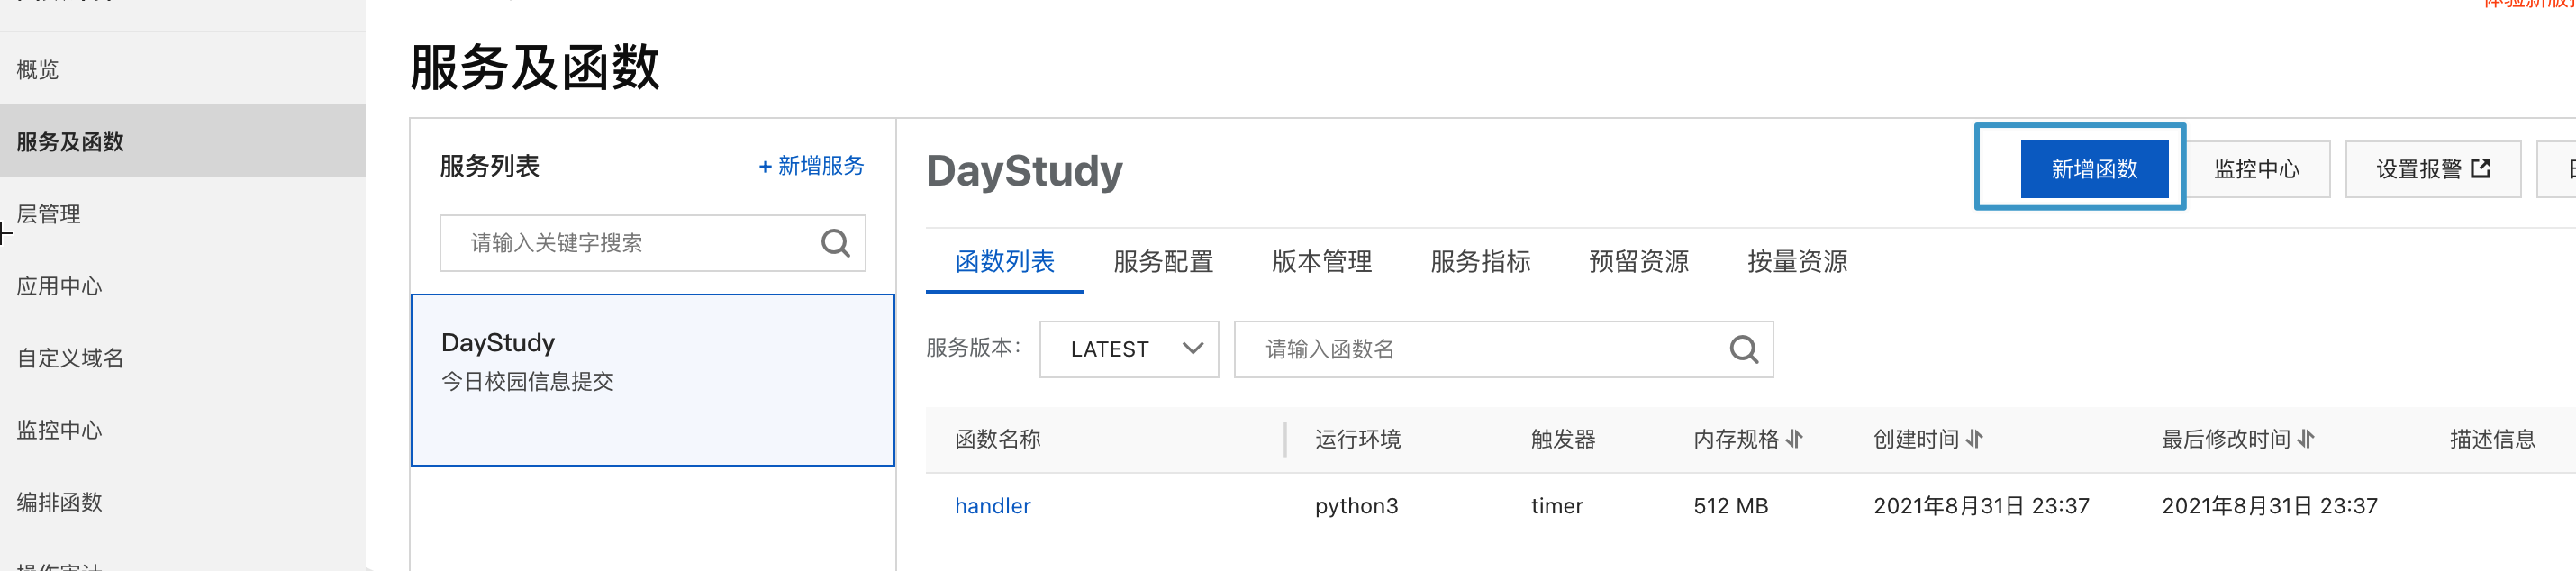 概览
服务及函数
层管理
应用中心
自定义域名
监控中心
编排函数
服务及函数
服务列表
+ 新增服务
请输入关键字搜索
DayStudy
今日校园信息提交
DayStudy
新增函数
监控中心
设置报警
函数列表 服务配置 版本管理 服务指标 预留资源 按量资源
服务版本: LATEST 请输入函数名
函数名称 运行环境 触发器 内存规格 创建时间 最后修改时间 描述信息
handler python3 timer 512 MB 2021年8月31日 23:37 2021年8月31日 23:37